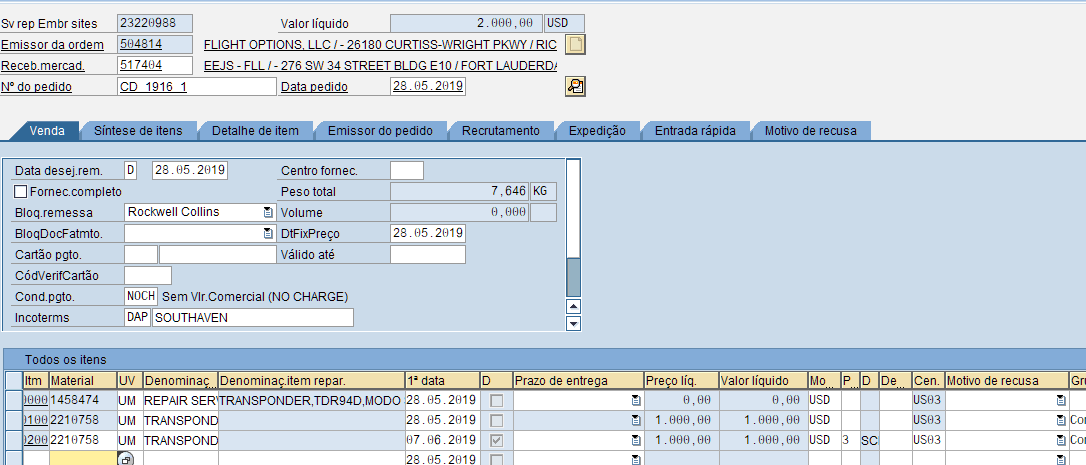 Sv rep Embr sites 23220988 Valor líquido 2.000,00 USD
Emissor da ordem 504814 FLIGHT OPTIONS, LLC / - 26180 CURTISS-WRIGHT PKWY / RIC
Receb.mercad. 517404 EEJS - FLL / - 276 SW 34 STREET BLDG E10 / FORT LAUDERDA
Nº do pedido CD_1916_1 Data pedido 28.05.2019
Venda Síntese de itens Detalhe de item Emissor do pedido Recrutamento Expedição Entrada rápida Motivo de recusa
Data desej.rem. D 28.05.2019 Centro fornec.
Fornec.completo Peso total 7,646 KG
Bloq.remessa Rockwell Collins Volume 0,000
BloqDocFatmto. DtFixPreço 28.05.2019
Cartão pgto. Válido até
CódVerifCartão
Cond.pgto. NOCH Sem Vlr.Comercial (NO CHARGE)
Incoterms DAP SOUTHAVEN
Todos os itens
Itm Material UV Denominaç... Denominaç.item repar. 1ª data D Prazo de entrega Preço líq. Valor líquido Mo... P... D De... Cen. Motivo de recusa Gru
0000 1458474 UM REPAIR SER TRANSPONDER,TDR94D,MODO 28.05.2019 0,00 0,00 USD US03
0100 2210758 UM TRANSPOND 28.05.2019 1.000,00 1.000,00 USD US03 Con
0200 2210758 UM TRANSPOND 07.06.2019 1.000,00 1.000,00 USD 3 SC US03 Con
28.05.2019